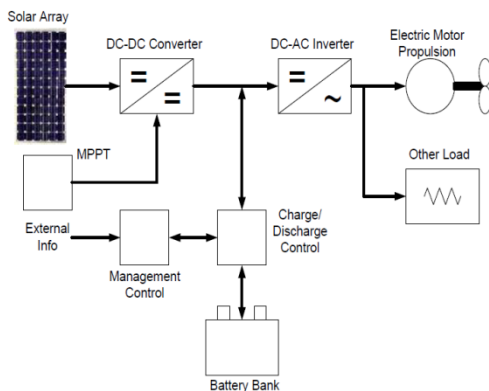 Solar Array
DC-DC Converter
DC-AC Inverter
Electric Motor
Propulsion
MPPT
Other Load
External
Info
Management
Control
Charge/
Discharge
Control
Battery Bank